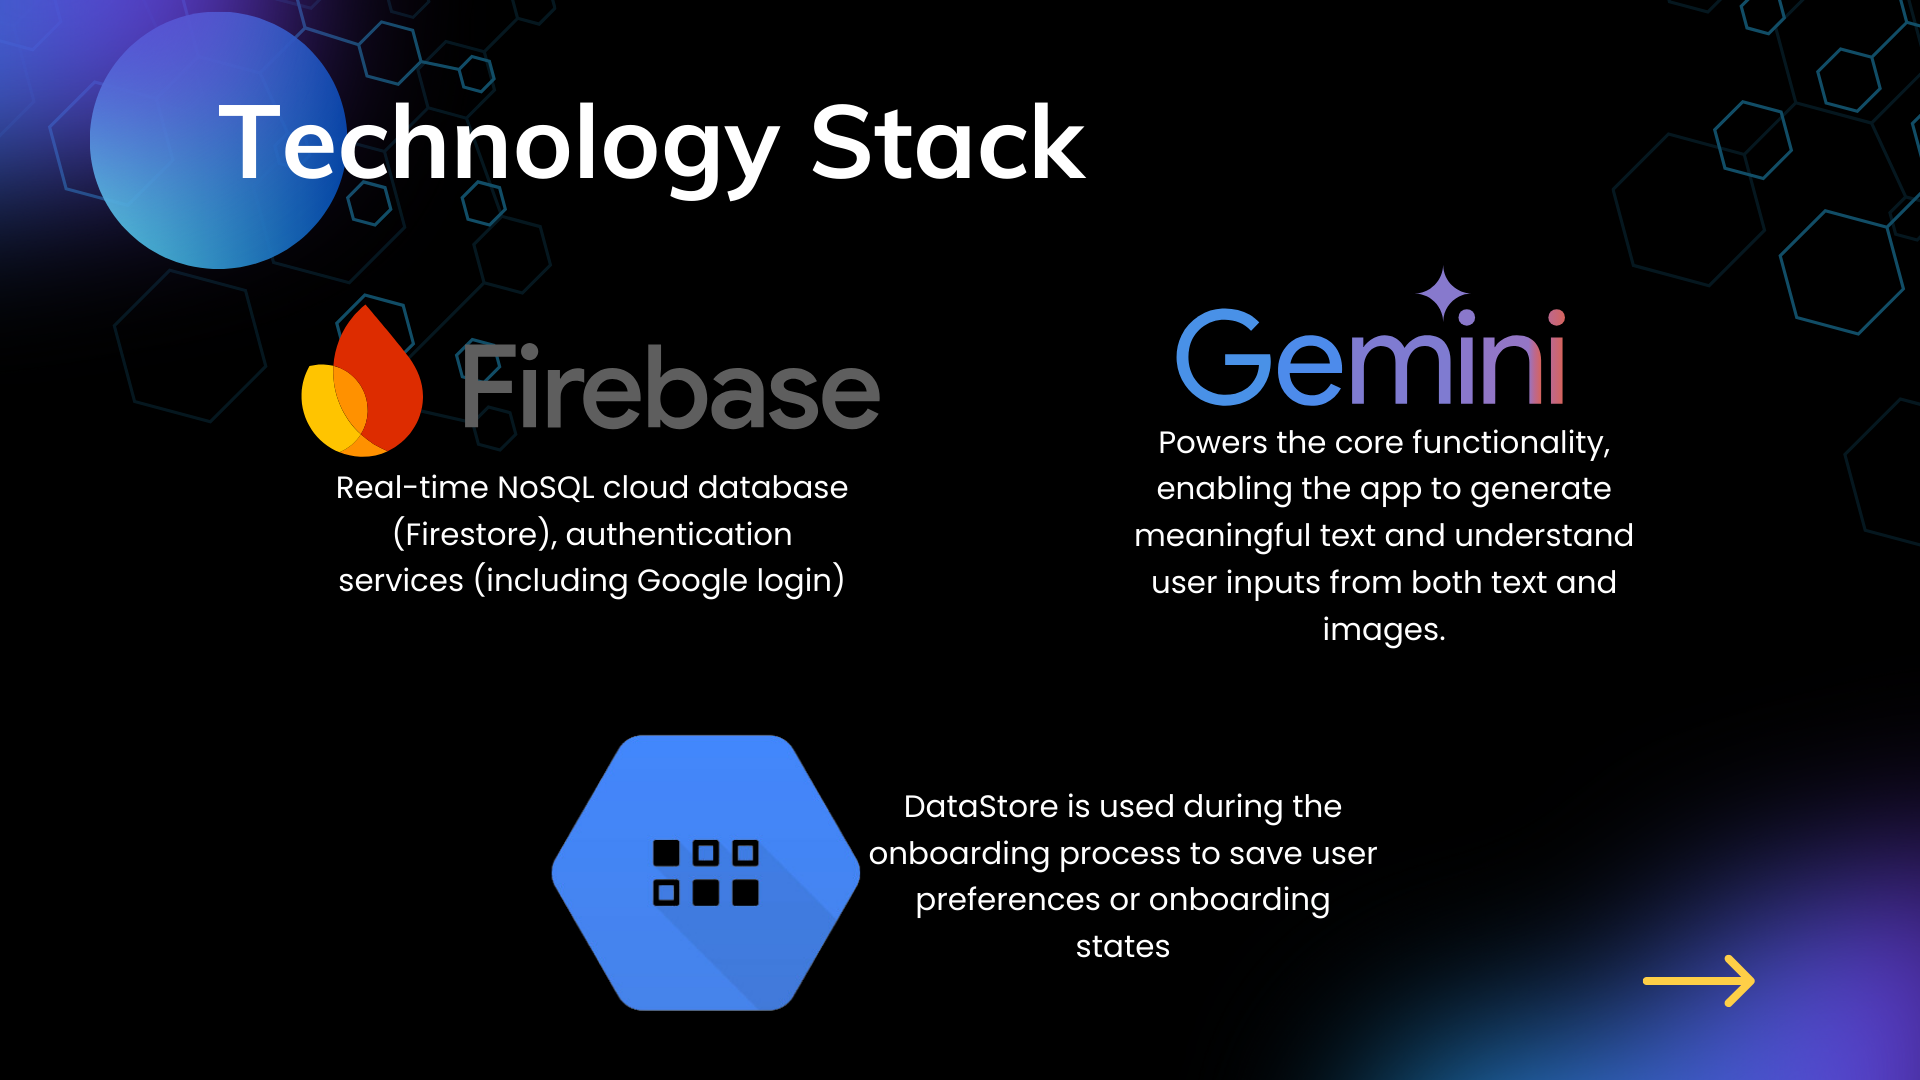 Technology Stack
Firebase
Real-time NoSQL cloud database
(Firestore), authentication
services (including Google login)
Gemini
Powers the core functionality,
enabling the app to generate
meaningful text and understand
user inputs from both text and
images.
DataStore is used during the
onboarding process to save user
preferences or onboarding
states